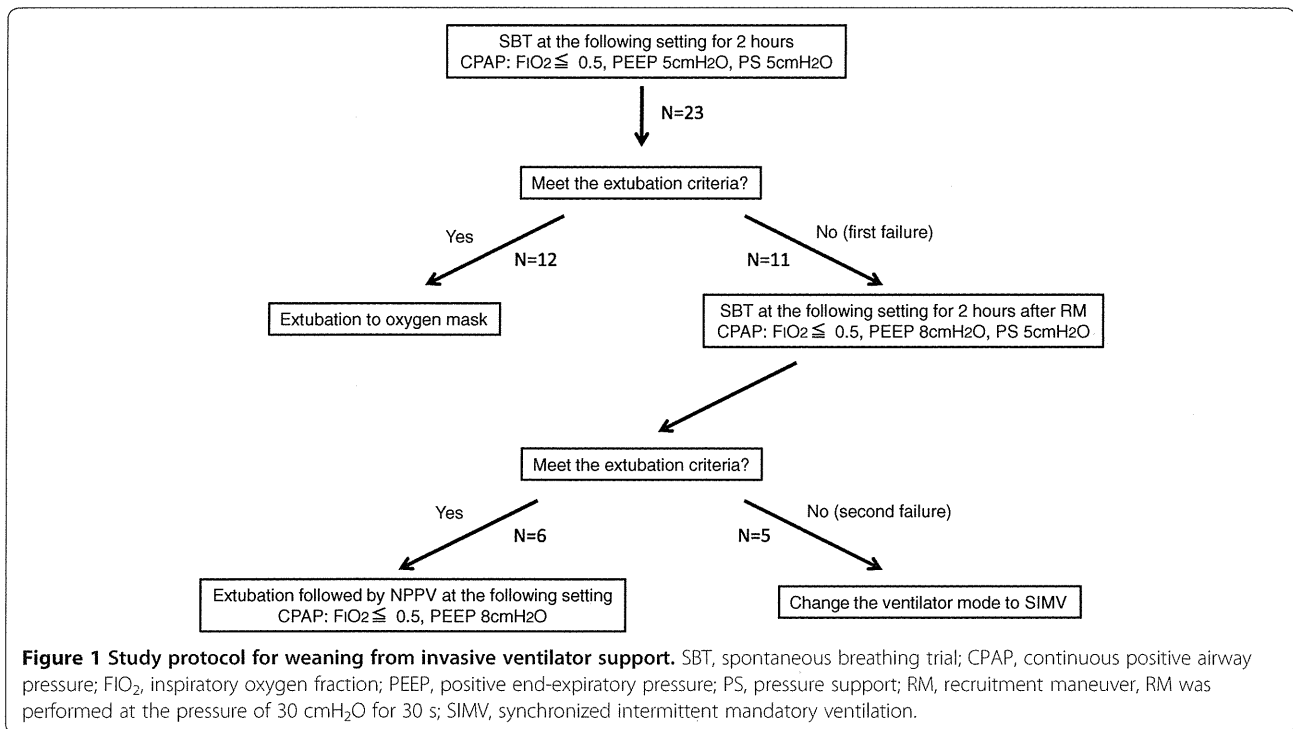 SBT at the following setting for 2 hours
CPAP: FIO2≦ 0.5, PEEP 5cmH2O, PS 5cmH2O
N=23
Meet the extubation criteria?
Yes
No (first failure)
N=12
N=11
Extubation to oxygen mask
SBT at the following setting for 2 hours after RM
CPAP: FIO2≦ 0.5, PEEP 8cmH2O, PS 5cmH2O
Meet the extubation criteria?
Yes
No (second failure)
N=6
N=5
Extubation followed by NPPV at the following setting
CPAP: FIO2≦ 0.5, PEEP 8cmH2O
Change the ventilator mode to SIMV
Figure 1 Study protocol for weaning from invasive ventilator support. SBT, spontaneous breathing trial; CPAP, continuous positive airway
pressure; FIO₂, inspiratory oxygen fraction; PEEP, positive end-expiratory pressure; PS, pressure support; RM, recruitment maneuver, RM was
performed at the pressure of 30 cmH₂O for 30 s; SIMV, synchronized intermittent mandatory ventilation.